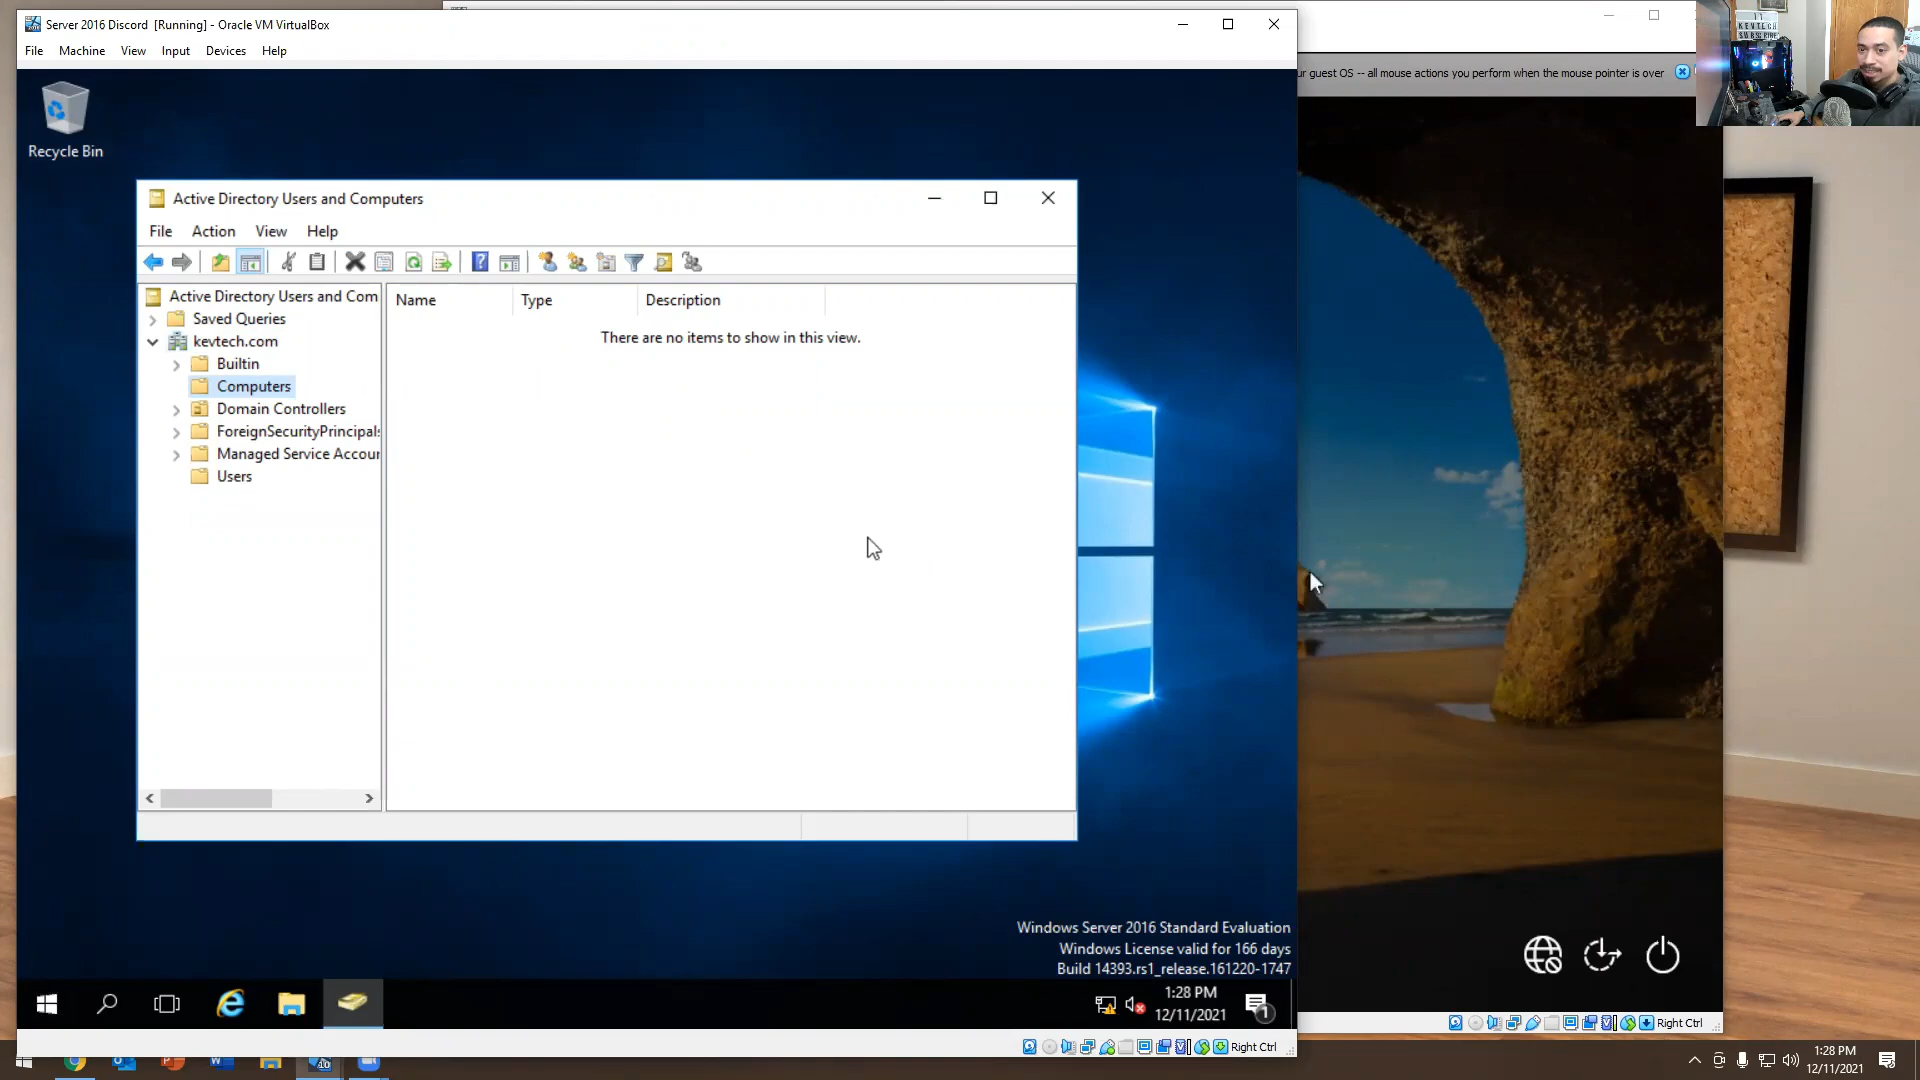 Server 2016 Discord [Running] - Oracle VM VirtualBox
File Machine View Input Devices Help
ur guest OS -- all mouse actions you perform when the mouse pointer is over
KEVTECH
Recycle Bin
Active Directory Users and Computers
File Action View Help
Active Directory Users and Com
Saved Queries
kevtech.com
Builtin
Computers
Domain Controllers
ForeignSecurityPrincipals
Managed Service Accour
Users
Name Type Description
There are no items to show in this view.
Windows Server 2016 Standard Evaluation
Windows License valid for 166 days
Build 14393.rs1_release.161220-1747
1:28 PM
12/11/2021
1
Right Ctrl
Right Ctrl
1:28 PM
12/11/2021